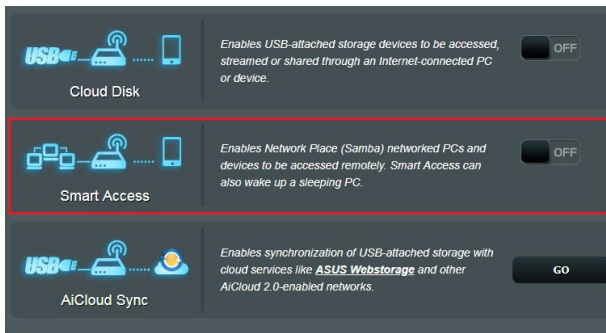 Enables USB-attached storage devices to be accessed,
USB
streamed or shared through an Internet-connected PC
OFF
or device.
Cloud Disk
Enables Network Place (Samba) networked PCs and
devices to be accessed remotely. Smart Access can
OFF
also wake up a sleeping PC.
Smart Access
Enables synchronization of USB-attached storage with
USB
cloud services like ASUS Webstorage and other
GO
AiCloud 2.0-enabled networks.
AiCloud Sync